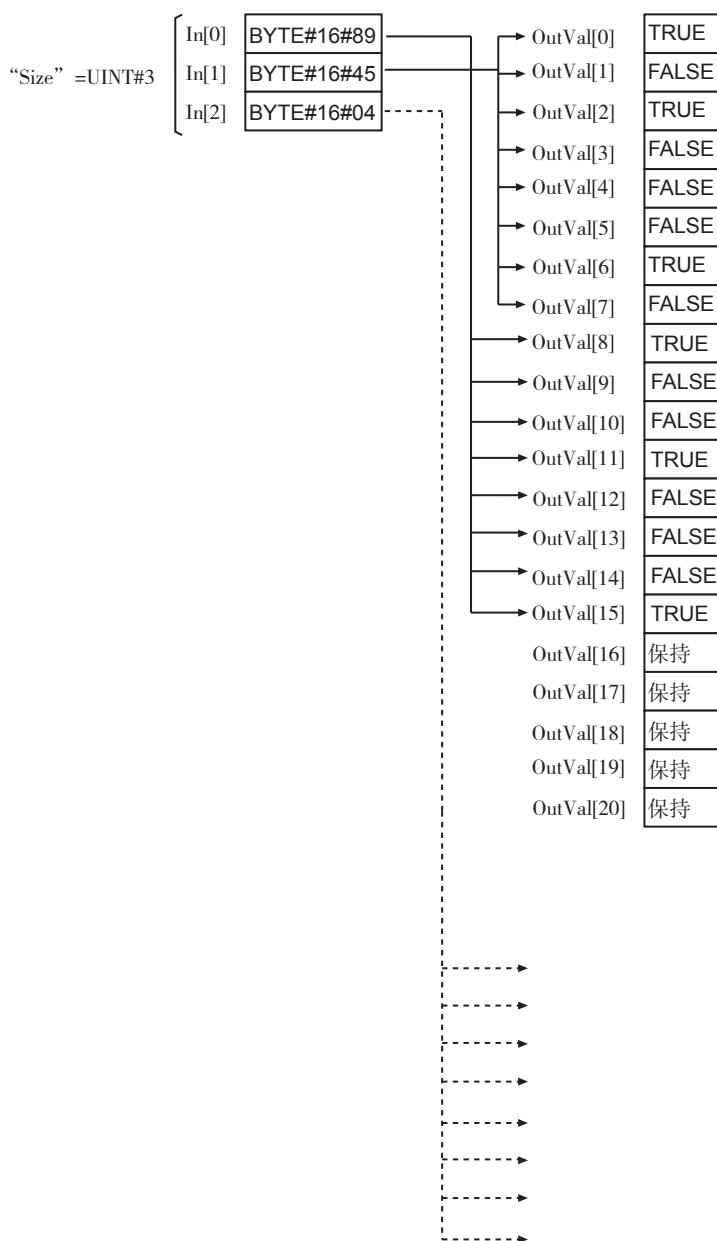 In[0] BYTE#16#89 OutVal[0] TRUE
“Size” =UINT#3 In[1] BYTE#16#45 OutVal[1] FALSE
In[2] BYTE#16#04 OutVal[2] TRUE
OutVal[3] FALSE
OutVal[4] FALSE
OutVal[5] FALSE
OutVal[6] TRUE
OutVal[7] FALSE
OutVal[8] TRUE
OutVal[9] FALSE
OutVal[10] FALSE
OutVal[11] TRUE
OutVal[12] FALSE
OutVal[13] FALSE
OutVal[14] FALSE
OutVal[15] TRUE
OutVal[16] 保持
OutVal[17] 保持
OutVal[18] 保持
OutVal[19] 保持
OutVal[20] 保持